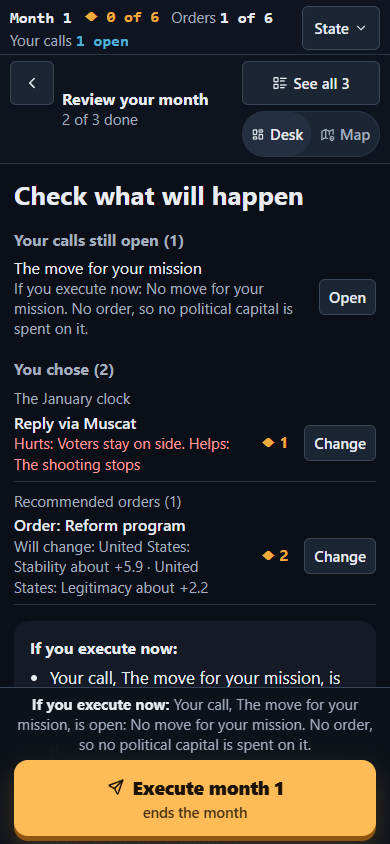 Month 1 0 of 6 Orders 1 of 6
Your calls 1 open
State
Review your month
2 of 3 done
See all 3
Desk
Map
Check what will happen
Your calls still open (1)
The move for your mission
If you execute now: No move for your
mission. No order, so no political capital is
spent on it.
Open
You chose (2)
The January clock
Reply via Muscat
Hurts: Voters stay on side. Helps:
The shooting stops
1
Change
Recommended orders (1)
Order: Reform program
Will change: United States:
Stability about +5.9 · United
States: Legitimacy about +2.2
2
Change
If you execute now:
• Your call, The move for your mission, is
If you execute now: Your call, The move for your
mission, is open: No move for your mission. No order,
so no political capital is spent on it.
Execute month 1
ends the month